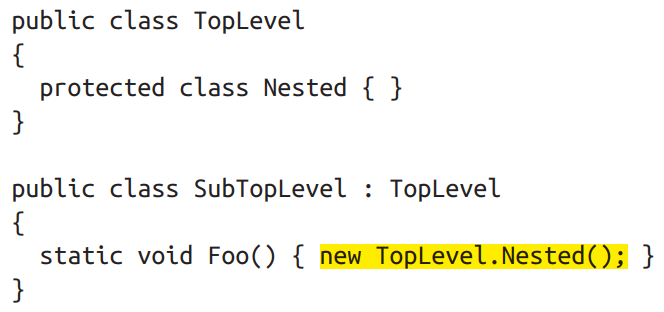 public class TopLevel
{
  protected class Nested { }
}

public class SubTopLevel : TopLevel
{
  static void Foo() { new TopLevel.Nested(); }
}